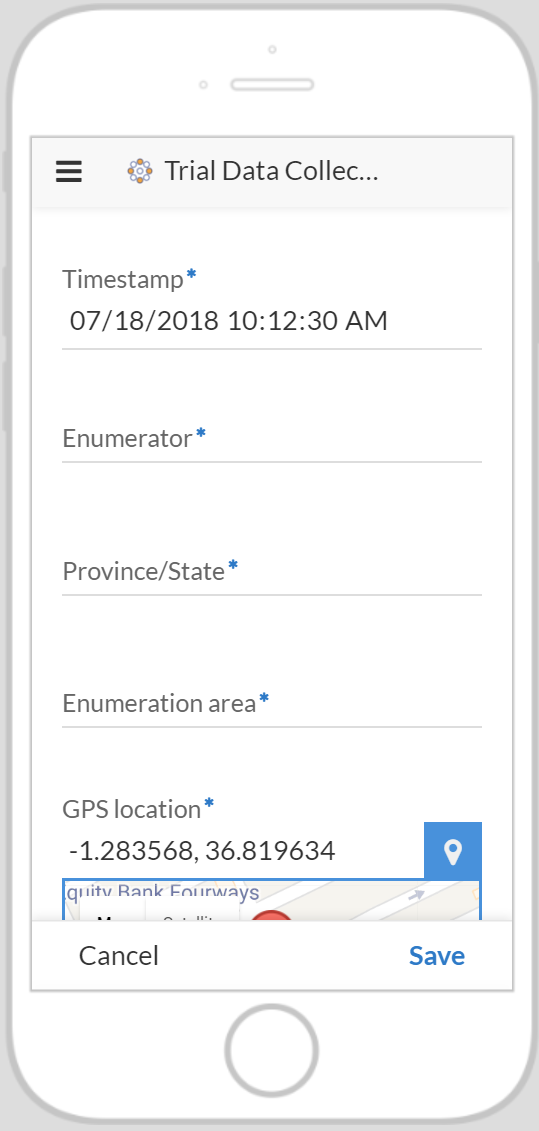 Trial Data Collec...
Timestamp*
07/18/2018 10:12:30 AM
Enumerator*
Province/State*
Enumeration area*
GPS location*
-1.283568, 36.819634
quity Bank Fourways
Cancel
Save